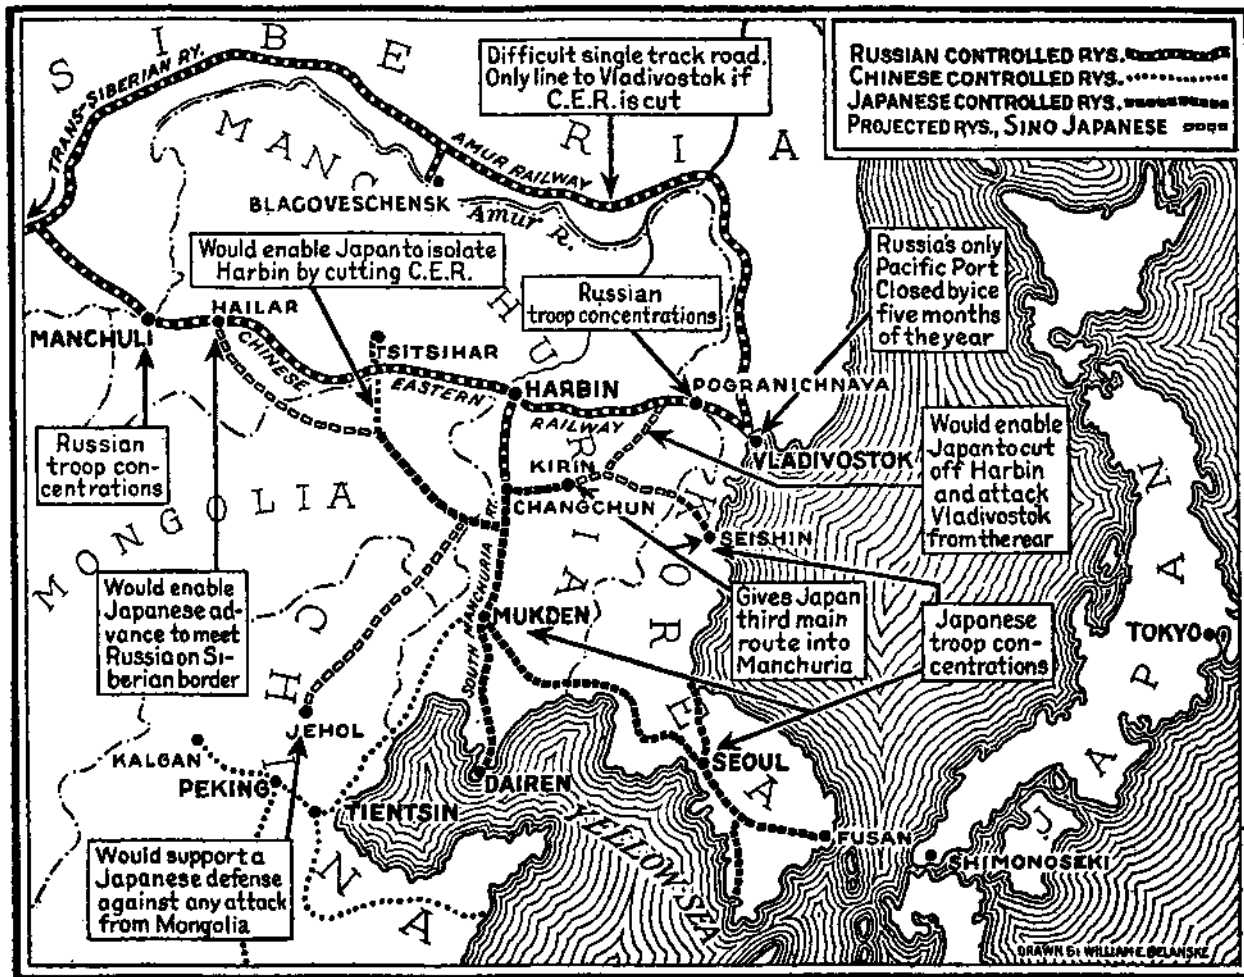 SIBERIA
TRANS-SIBERIAN RY.
Difficult single track road.
Only line to Vladivostok if
C.E.R. is cut
RUSSIAN CONTROLLED RYS.
CHINESE CONTROLLED RYS.
JAPANESE CONTROLLED RYS.
PROJECTED RYS., SINO JAPANESE
MANCHURIA
AMUR RAILWAY
BLAGOVESCHENSK
Amur R.
Would enable Japan to isolate
Harbin by cutting C.E.R.
Russian
troop concentrations
Russia's only
Pacific Port
Closed by ice
five months
of the year
HAILAR
MANCHULI
TSITSIHAR
CHINESE
EASTERN
RAILWAY
HARBIN
POGRANICHNAYA
VLADIVOSTOK
Russian
troop con-
centrations
KIRIN
CHANGCHUN
Would enable
Japan to cut
off Harbin
and attack
Vladivostok
from the rear
MONGOLIA
SEISHIN
Would enable
Japanese ad-
vance to meet
Russia on Si-
berian border
SOUTH MANCHURIA RY.
MUKDEN
Gives Japan
third main
route into
Manchuria
Japanese
troop con-
centrations
KOREA
JAPAN
TOKYO
CHINA
JEHOL
KALGAN
PEKING
TIENTSIN
DAIREN
SEOUL
YELLOW SEA
FUSAN
SHIMONOSEKI
Would support a
Japanese defense
against any attack
from Mongolia
DRAWN BY WILLIAM E. BELANSKE